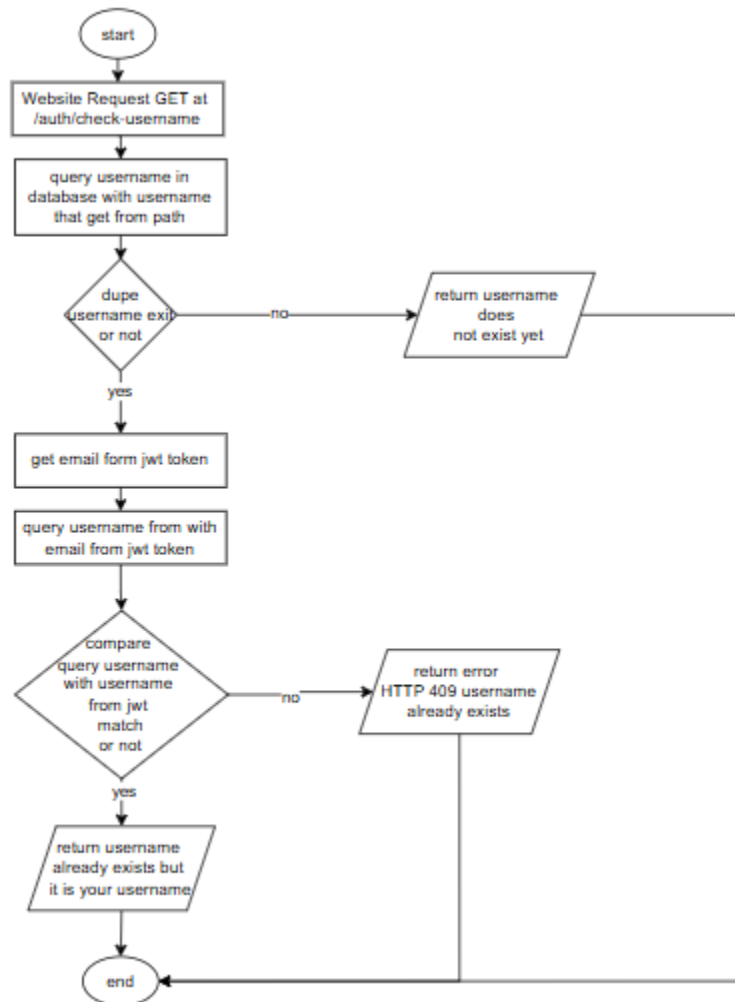 start
Website Request GET at
/auth/check-username
query username in
database with username
that get from path
dupe
username exit
or not
no
return username
does
not exist yet
yes
get email form jwt token
query username from with
email from jwt token
compare
query username
with username
from jwt
match
or not
no
return error
HTTP 409 username
already exists
yes
return username
already exists but
it is your username
end